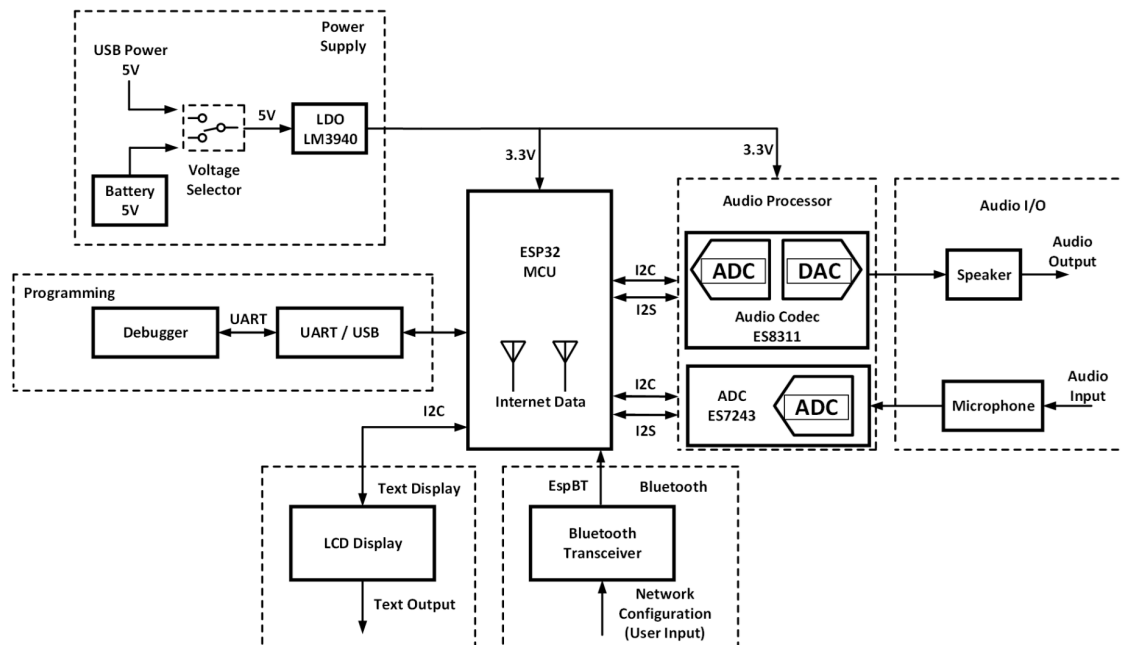 Power
Supply
USB Power
5V
Voltage
Selector
Battery
5V
5V
LDO
LM3940
3.3V
3.3V
Programming
Debugger
UART
UART / USB
ESP32
MCU
Internet Data
I2C
I2S
I2C
I2S
Audio Processor
ADC
DAC
Audio Codec
ES8311
ADC
ES7243
ADC
Audio I/O
Speaker
Audio
Output
Microphone
Audio
Input
I2C
Text Display
LCD Display
Text Output
EspBT
Bluetooth
Bluetooth
Transceiver
Network
Configuration
(User Input)